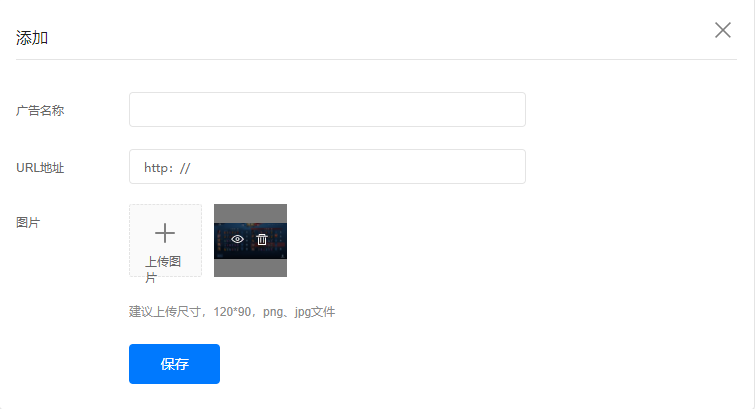 添加
广告名称
URL地址
http：//
图片
上传图
片
建议上传尺寸，120*90，png、jpg文件
保存